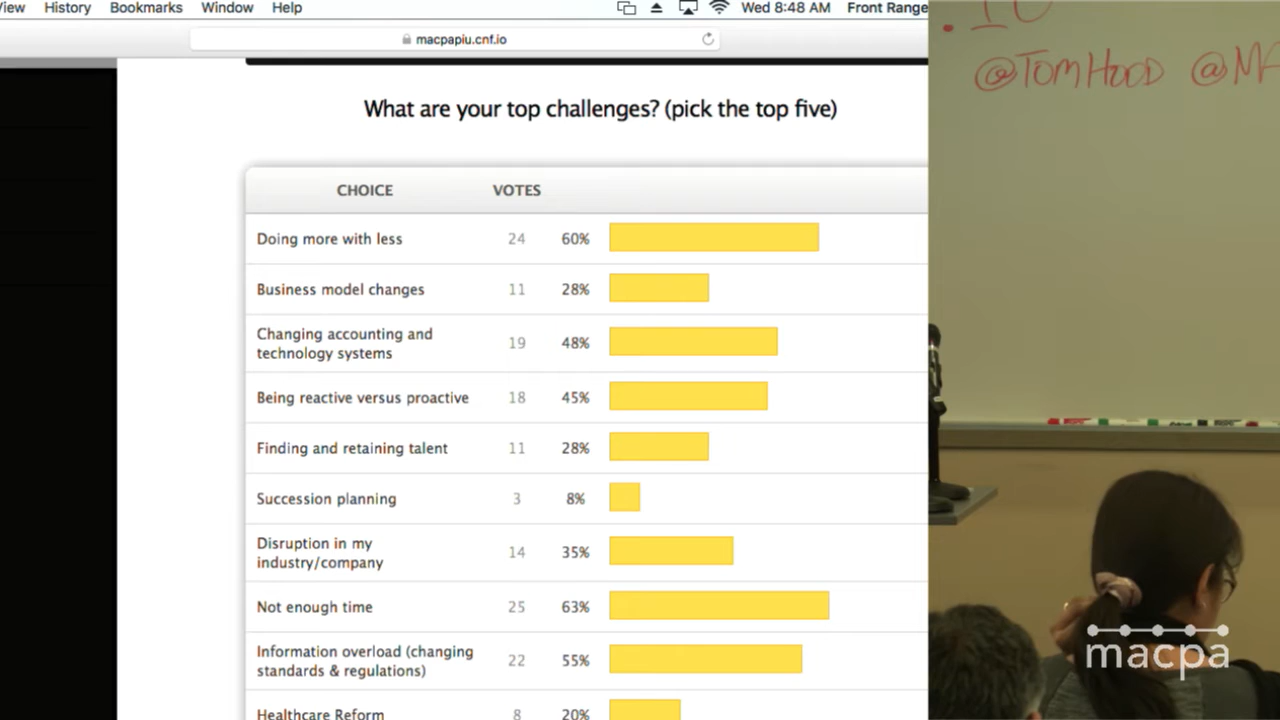 View History Bookmarks Window Help Wed 8:48 AM Front Range
macpapiu.cnf.io
What are your top challenges? (pick the top five)
CHOICE VOTES
Doing more with less 24 60%
Business model changes 11 28%
Changing accounting and
technology systems 19 48%
Being reactive versus proactive 18 45%
Finding and retaining talent 11 28%
Succession planning 3 8%
Disruption in my
industry/company 14 35%
Not enough time 25 63%
Information overload (changing
standards & regulations) 22 55%
Healthcare Reform 8 20%
@TOMHOOD @MA
macpa